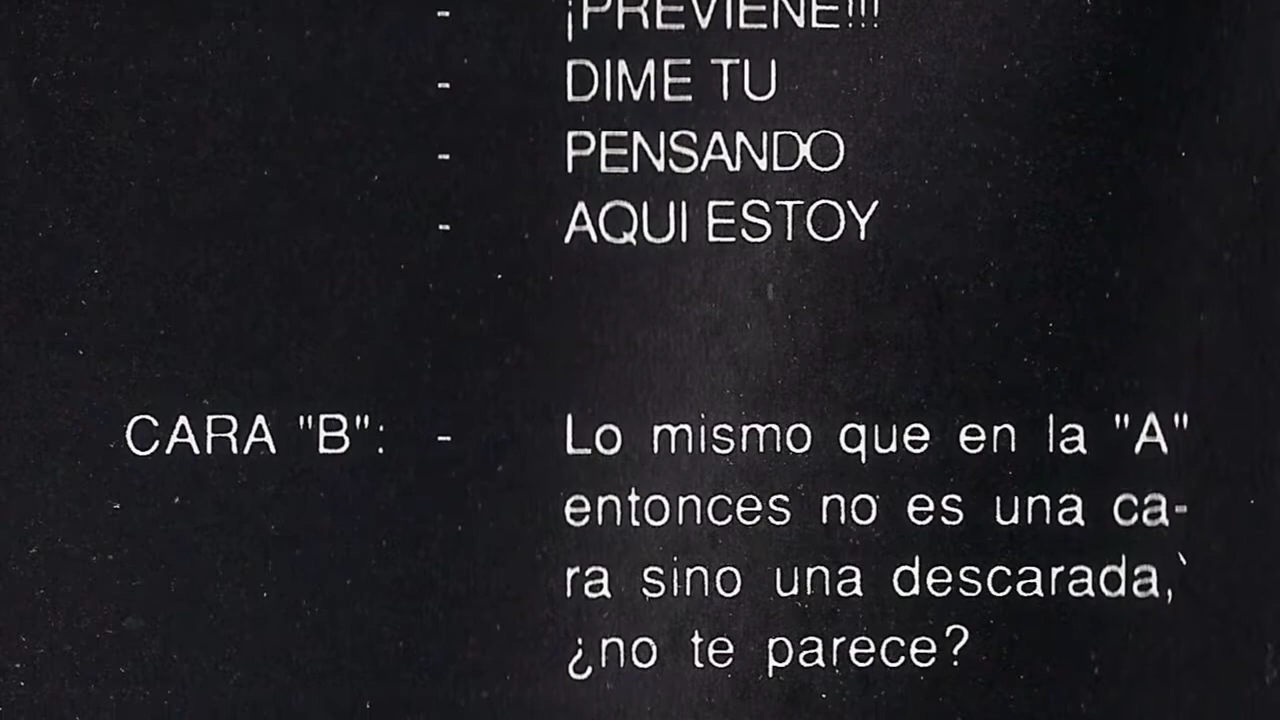 - ¡PREVIENE!!!
- DIME TU
- PENSANDO
- AQUI ESTOY
CARA "B": - Lo mismo que en la "A"
entonces no es una ca-
ra sino una descarada,
¿no te parece?